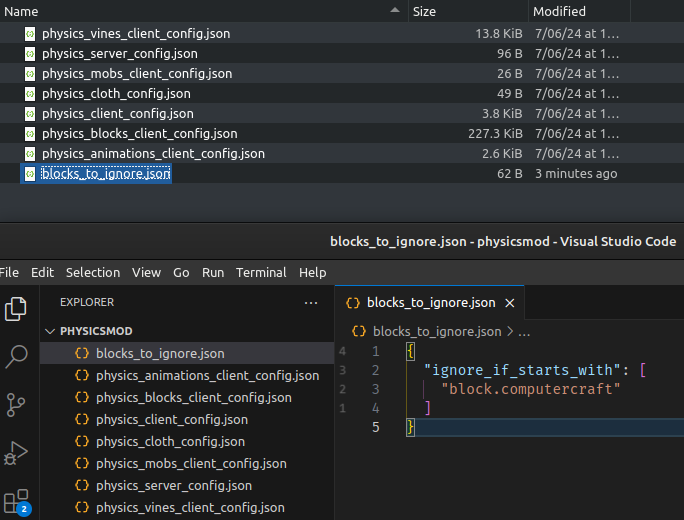 Name Size Modified
physics_vines_client_config.json 13.8 KiB 7/06/24 at 1…
physics_server_config.json 96 B 7/06/24 at 1…
physics_mobs_client_config.json 26 B 7/06/24 at 1…
physics_cloth_config.json 49 B 7/06/24 at 1…
physics_client_config.json 3.8 KiB 7/06/24 at 1…
physics_blocks_client_config.json 227.3 KiB 7/06/24 at 1…
physics_animations_client_config.json 2.6 KiB 7/06/24 at 1…
blocks_to_ignore.json 62 B 3 minutes ago
blocks_to_ignore.json - physicsmod - Visual Studio Code
File Edit Selection View Go Run Terminal Help
EXPLORER ...
PHYSICSMOD
{} blocks_to_ignore.json
{} physics_animations_client_config.json
{} physics_blocks_client_config.json
{} physics_client_config.json
{} physics_cloth_config.json
{} physics_mobs_client_config.json
{} physics_server_config.json
{} physics_vines_client_config.json
2
{} blocks_to_ignore.json ×
{} blocks_to_ignore.json > ...
4 1 {
3 2 "ignore_if_starts_with": [
2 3 "block.computercraft"
1 4 ]
5 }